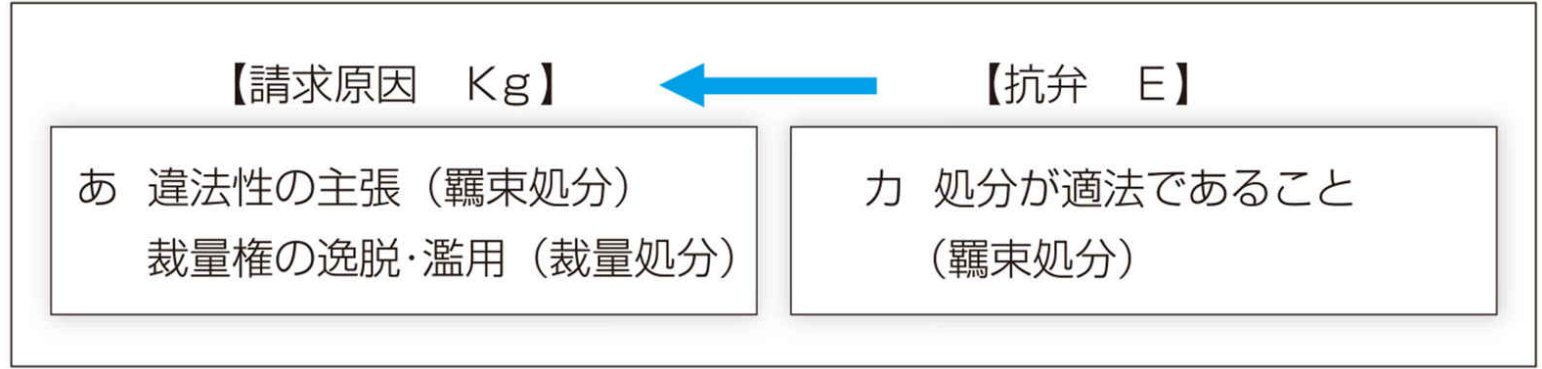 【請求原因　Ｋｇ】
【抗弁　Ｅ】
あ 違法性の主張（羈束処分）
裁量権の逸脱・濫用（裁量処分）
カ 処分が適法であること
（羈束処分）